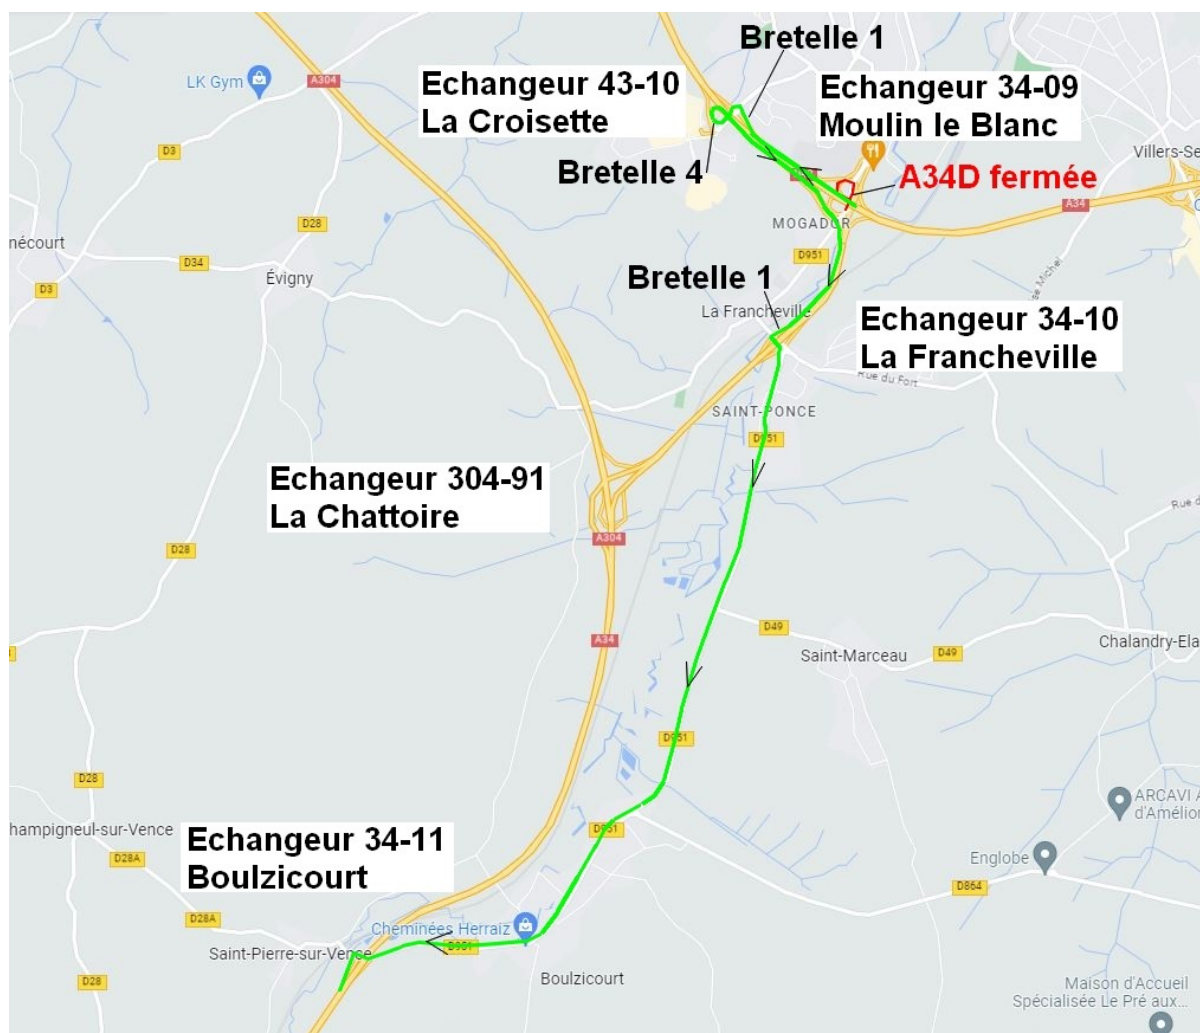 Bretelle 1
Echangeur 43-10
La Croisette
Echangeur 34-09
Moulin le Blanc
LK Gym
A304
D3
Bretelle 4
A34D fermée
Villers-Se
A34
D28
MOGADOR
nécourt
D34
D951
Évigny
D3
Bretelle 1
La Francheville
Echangeur 34-10
La Francheville
Rue du Fort
SAINT-PONCE
D951
Echangeur 304-91
La Chattoire
Rue d
A304
D28
D49
A34
Saint-Marceau
D49
Chalandry-Ela
D951
D28
ARCAVI A
d'Amélior
hampigneul-sur-Vence
Echangeur 34-11
Boulzicourt
D951
D28A
Englobe
D864
D28A
Cheminées Herraiz
Saint-Pierre-sur-Vence
D951
D28
Boulzicourt
Maison d'Accueil
Spécialisée Le Pré aux...